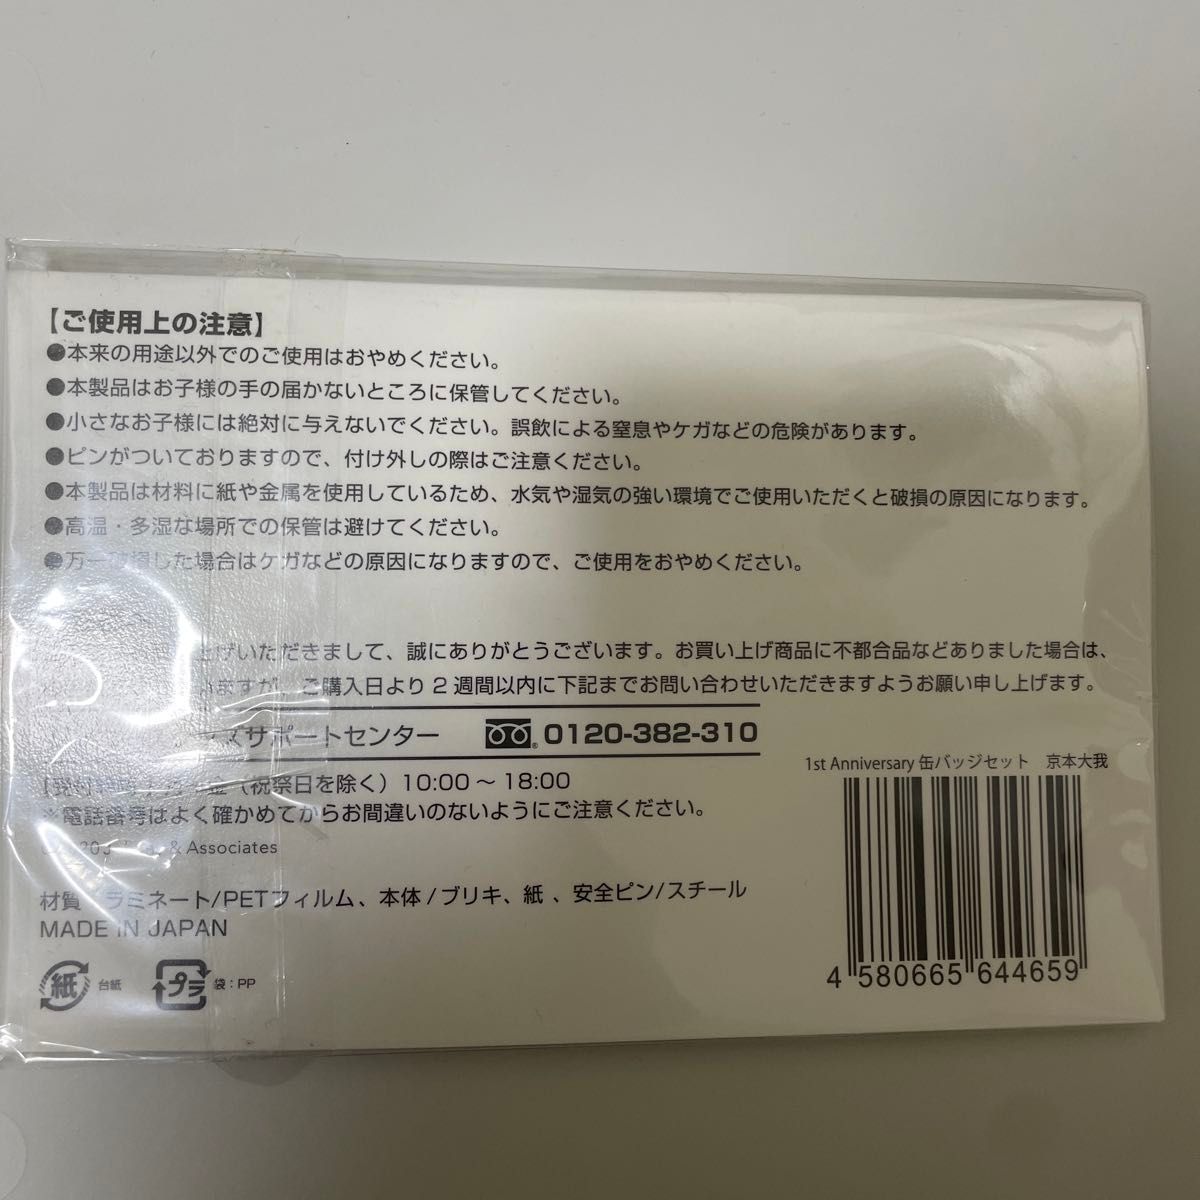 【ご使用上の注意】
●本来の用途以外でのご使用はおやめください。
●本製品はお子様の手の届かないところに保管してください。
●小さなお子様には絶対に与えないでください。誤飲による窒息やケガなどの危険があります。
●ピンがついておりますので、付け外しの際はご注意ください。
●本製品は材料に紙や金属を使用しているため、水気や湿気の強い環境でご使用いただくと破損の原因になります。
●高温・多湿な場所での保管は避けてください。
●万一破損した場合はケガなどの原因になりますので、ご使用をおやめください。
上げいただきまして、誠にありがとうございます。お買い上げ商品に不都合品などありました場合は、
ますが、ご購入日より2週間以内に下記までお問い合わせいただきますようお願い申し上げます。
ズサポートセンター 0120-382-310
(祝祭日を除く) 10:00～18:00
※電話番号はよく確かめてからお間違いのないようにご注意ください。
& Associates
1st Anniversary 缶バッジセット 京本大我
4 580665 644659
材質 ラミネート/PETフィルム、本体/ブリキ、紙、安全ピン/スチール
MADE IN JAPAN
紙 台紙 プラ 袋:PP